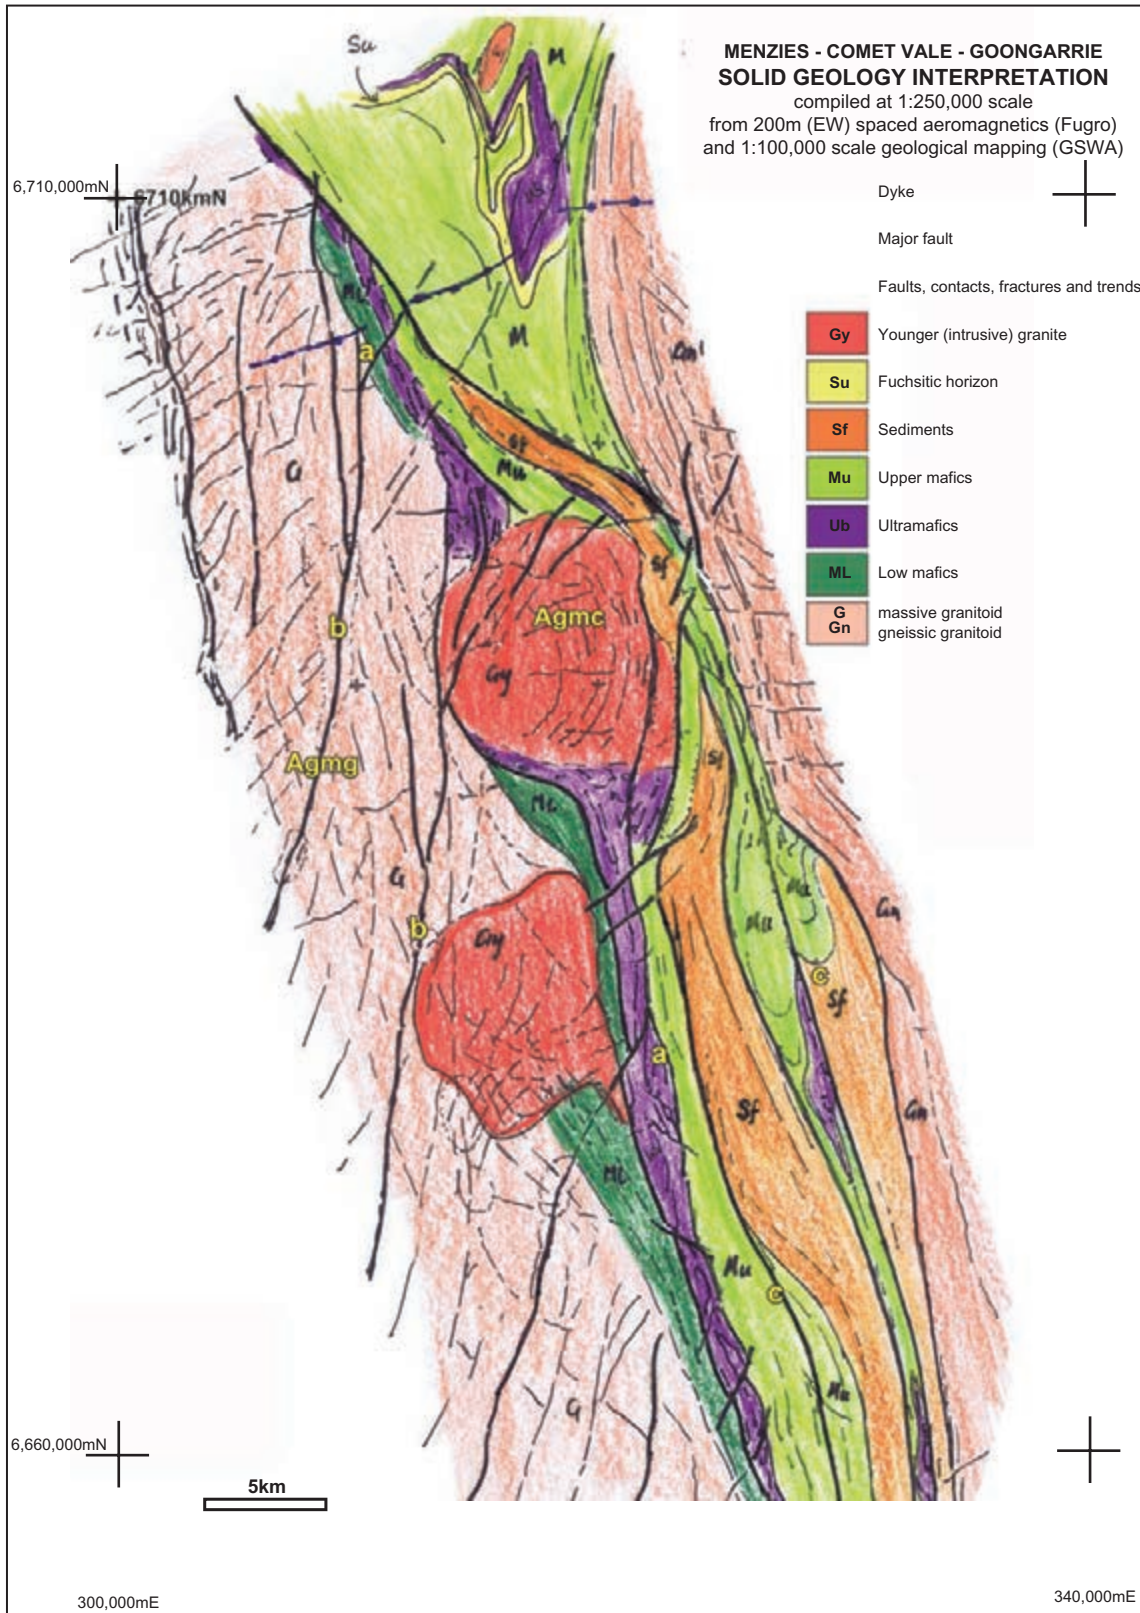 MENZIES - COMET VALE - GOONGARRIE
SOLID GEOLOGY INTERPRETATION
compiled at 1:250,000 scale
from 200m (EW) spaced aeromagnetics (Fugro)
and 1:100,000 scale geological mapping (GSWA)
Dyke
Major fault
Faults, contacts, fractures and trends
Gy Younger (intrusive) granite
Su Fuchsitic horizon
Sf Sediments
Mu Upper mafics
Ub Ultramafics
ML Low mafics
G massive granitoid
Gn gneissic granitoid
Su
M
6,710,000mN
6710kmN
ML
M
Gn
a
G
Sf
Mu
Sf
b
Agmc
Gy
Agmg
Sf
ML
G
Mu
Mu
Gn
b
Gy
c
Sf
a
Sf
Gn
ML
Mu
c
Mu
G
6,660,000mN
5km
300,000mE
340,000mE